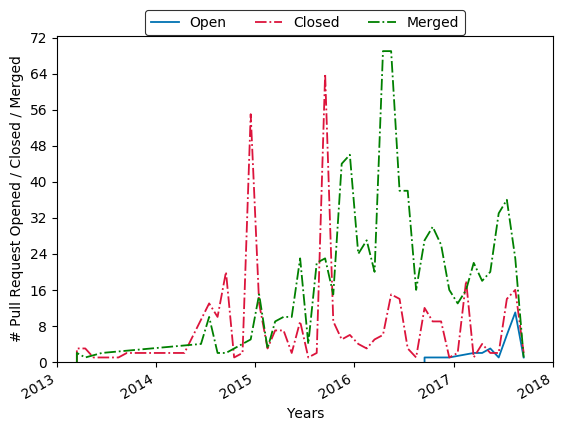 Open Closed Merged
# Pull Request Opened / Closed / Merged
72
64
56
48
40
32
24
16
8
0
2013 2014 2015 2016 2017 2018
Years